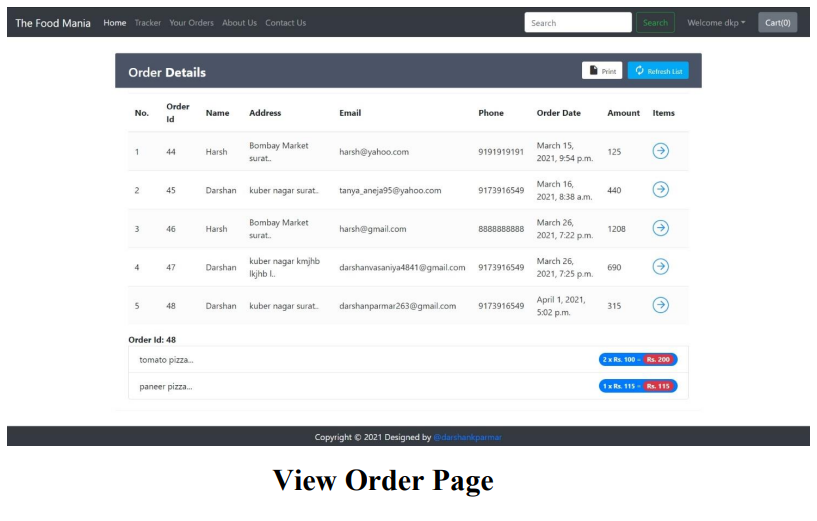 The Food Mania Home Tracker Your Orders About Us Contact Us Search Search Welcome dkp Cart(0)
Order Details Print Refresh List
No. Order Id Name Address Email Phone Order Date Amount Items
1 44 Harsh Bombay Market surat.. harsh@yahoo.com 9191919191 March 15, 2021, 9:54 p.m. 125
2 45 Darshan kuber nagar surat.. tanya_aneja95@yahoo.com 9173916549 March 16, 2021, 8:38 a.m. 440
3 46 Harsh Bombay Market surat.. harsh@gmail.com 8888888888 March 26, 2021, 7:22 p.m. 1208
4 47 Darshan kuber nagar kmjhb lkjhb l.. darshanvasaniya4841@gmail.com 9173916549 March 26, 2021, 7:25 p.m. 690
5 48 Darshan kuber nagar surat.. darshanparmar263@gmail.com 9173916549 April 1, 2021, 5:02 p.m. 315
Order Id: 48
tomato pizza... 2 x Rs. 100 = Rs. 200
paneer pizza... 1 x Rs. 115 = Rs. 115
Copyright © 2021 Designed by @darshankparmar
View Order Page